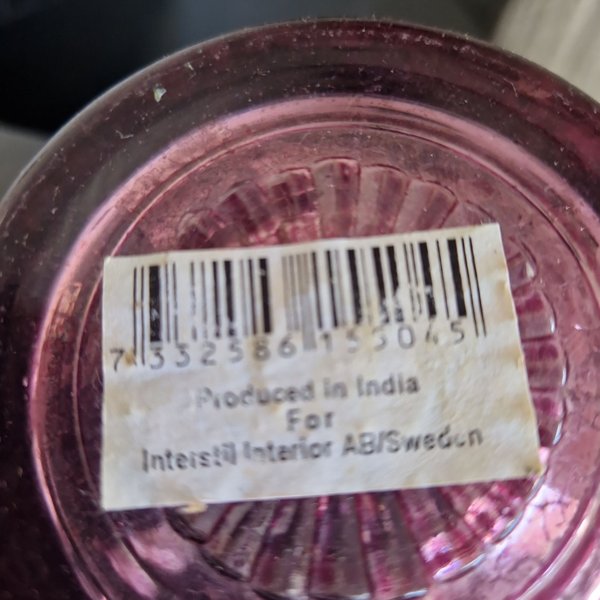 7 332586 155045
Produced in India
For
Interstil Interior AB/Sweden